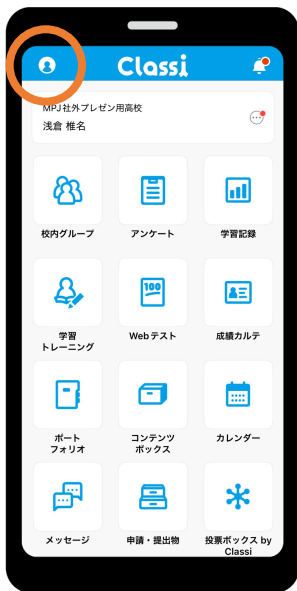 Classi
MPJ社外プレゼン用高校
浅倉 椎名
校内グループ
アンケート
学習記録
学習
トレーニング
100
Webテスト
成績カルテ
ポート
フォリオ
コンテンツ
ボックス
カレンダー
メッセージ
申請・提出物
投票ボックス by
Classi